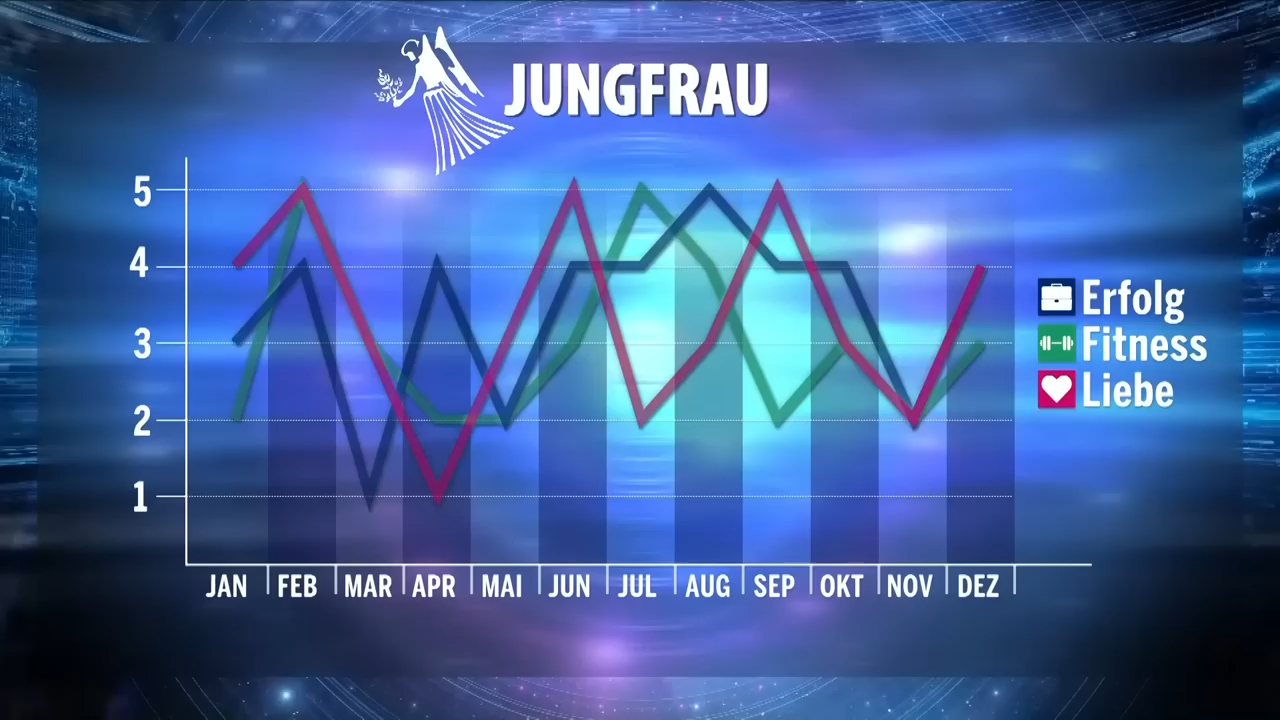 JUNGFRAU
5
4
3
2
1
Erfolg
Fitness
Liebe
JAN FEB MAR APR MAI JUN JUL AUG SEP OKT NOV DEZ